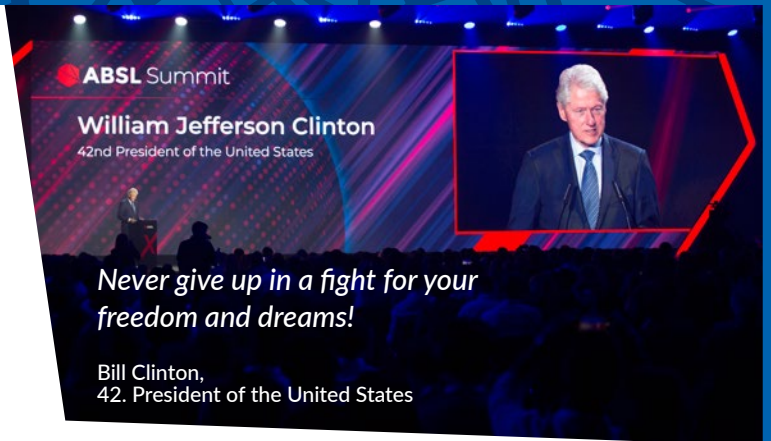 ABSL Summit
William Jefferson Clinton
42nd President of the United States
Never give up in a fight for your
freedom and dreams!
Bill Clinton,
42. President of the United States